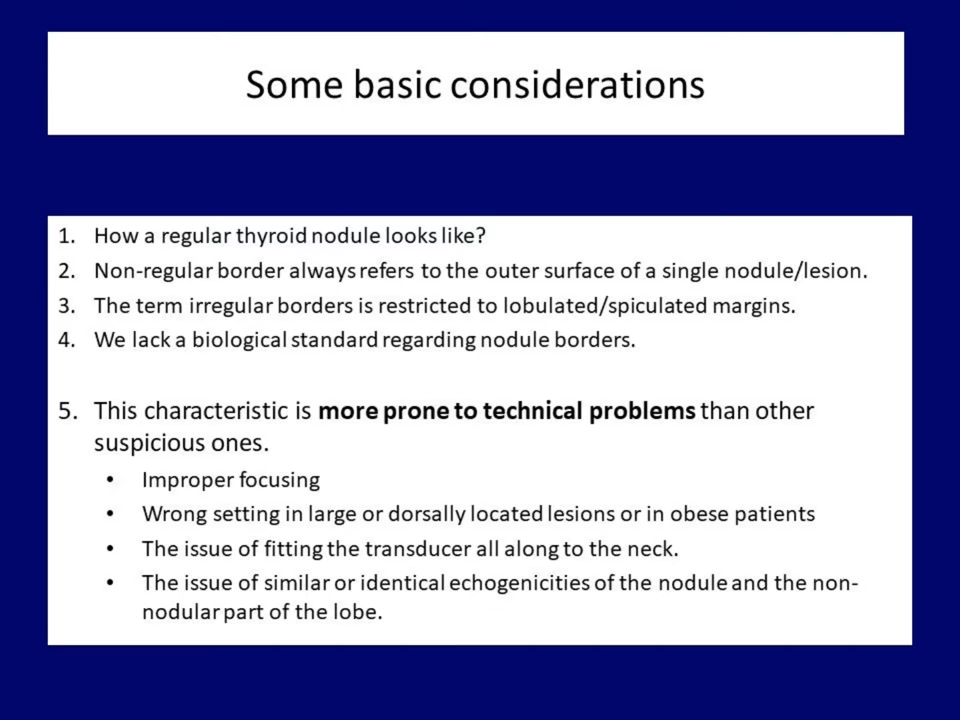 Some basic considerations
1. How a regular thyroid nodule looks like?
2. Non-regular border always refers to the outer surface of a single nodule/lesion.
3. The term irregular borders is restricted to lobulated/spiculated margins.
4. We lack a biological standard regarding nodule borders.
5. This characteristic is more prone to technical problems than other
suspicious ones.
• Improper focusing
• Wrong setting in large or dorsally located lesions or in obese patients
• The issue of fitting the transducer all along to the neck.
• The issue of similar or identical echogenicities of the nodule and the non-
nodular part of the lobe.